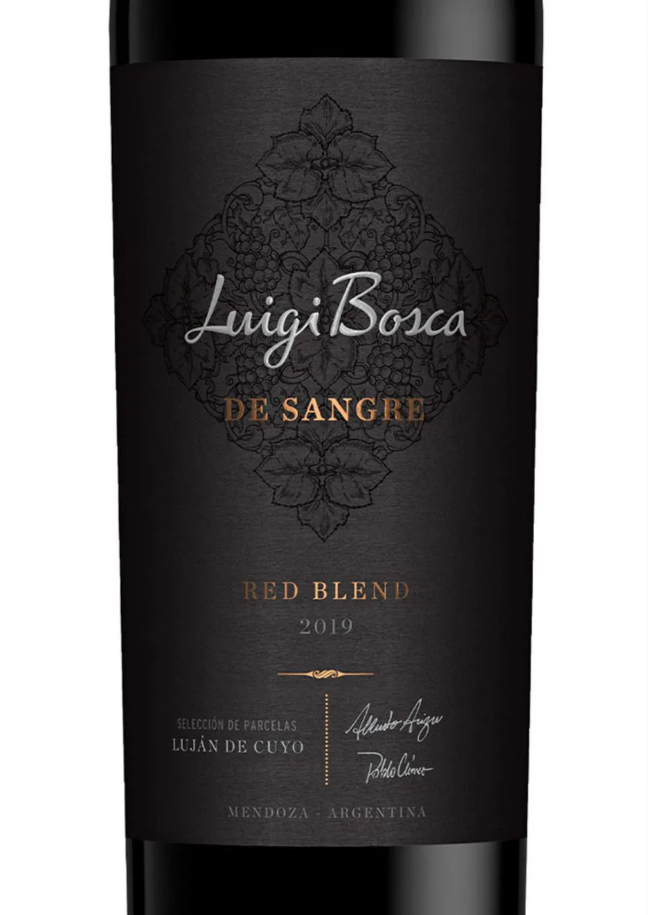 Luigi Bosca
DE SANGRE
RED BLEND
2019
SELECCIÓN DE PARCELAS
LUJÁN DE CUYO
MENDOZA - ARGENTINA